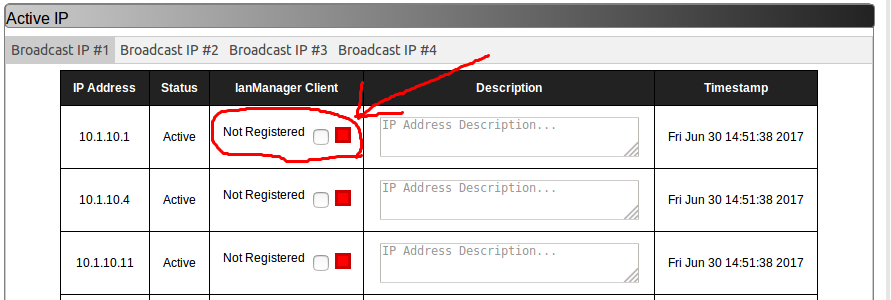 Active IP
Broadcast IP #1 Broadcast IP #2 Broadcast IP #3 Broadcast IP #4
IP Address Status IanManager Client Description Timestamp
10.1.10.1 Active Not Registered IP Address Description... Fri Jun 30 14:51:38 2017
10.1.10.4 Active Not Registered IP Address Description... Fri Jun 30 14:51:38 2017
10.1.10.11 Active Not Registered IP Address Description... Fri Jun 30 14:51:38 2017